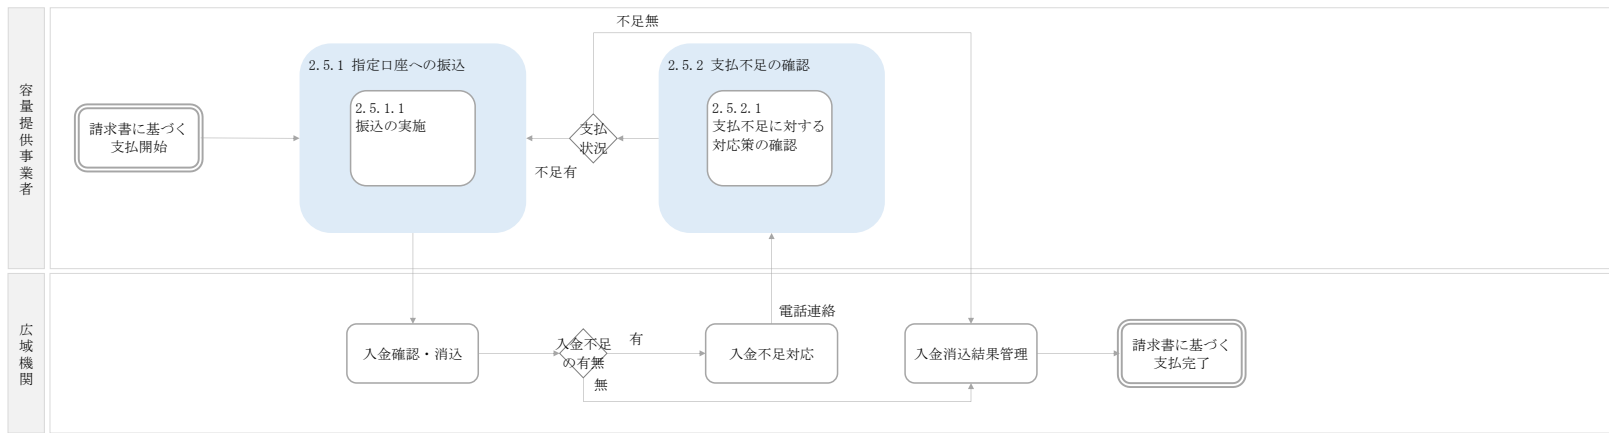 容量提供事業者
不足無
2.5.1 指定口座への振込
2.5.1.1
振込の実施
請求書に基づく
支払開始
支払
状況
不足有
2.5.2 支払不足の確認
2.5.2.1
支払不足に対する
対応策の確認
広域機関
入金確認・消込
入金不足
の有無
有
無
電話連絡
入金不足対応
入金消込結果管理
請求書に基づく
支払完了